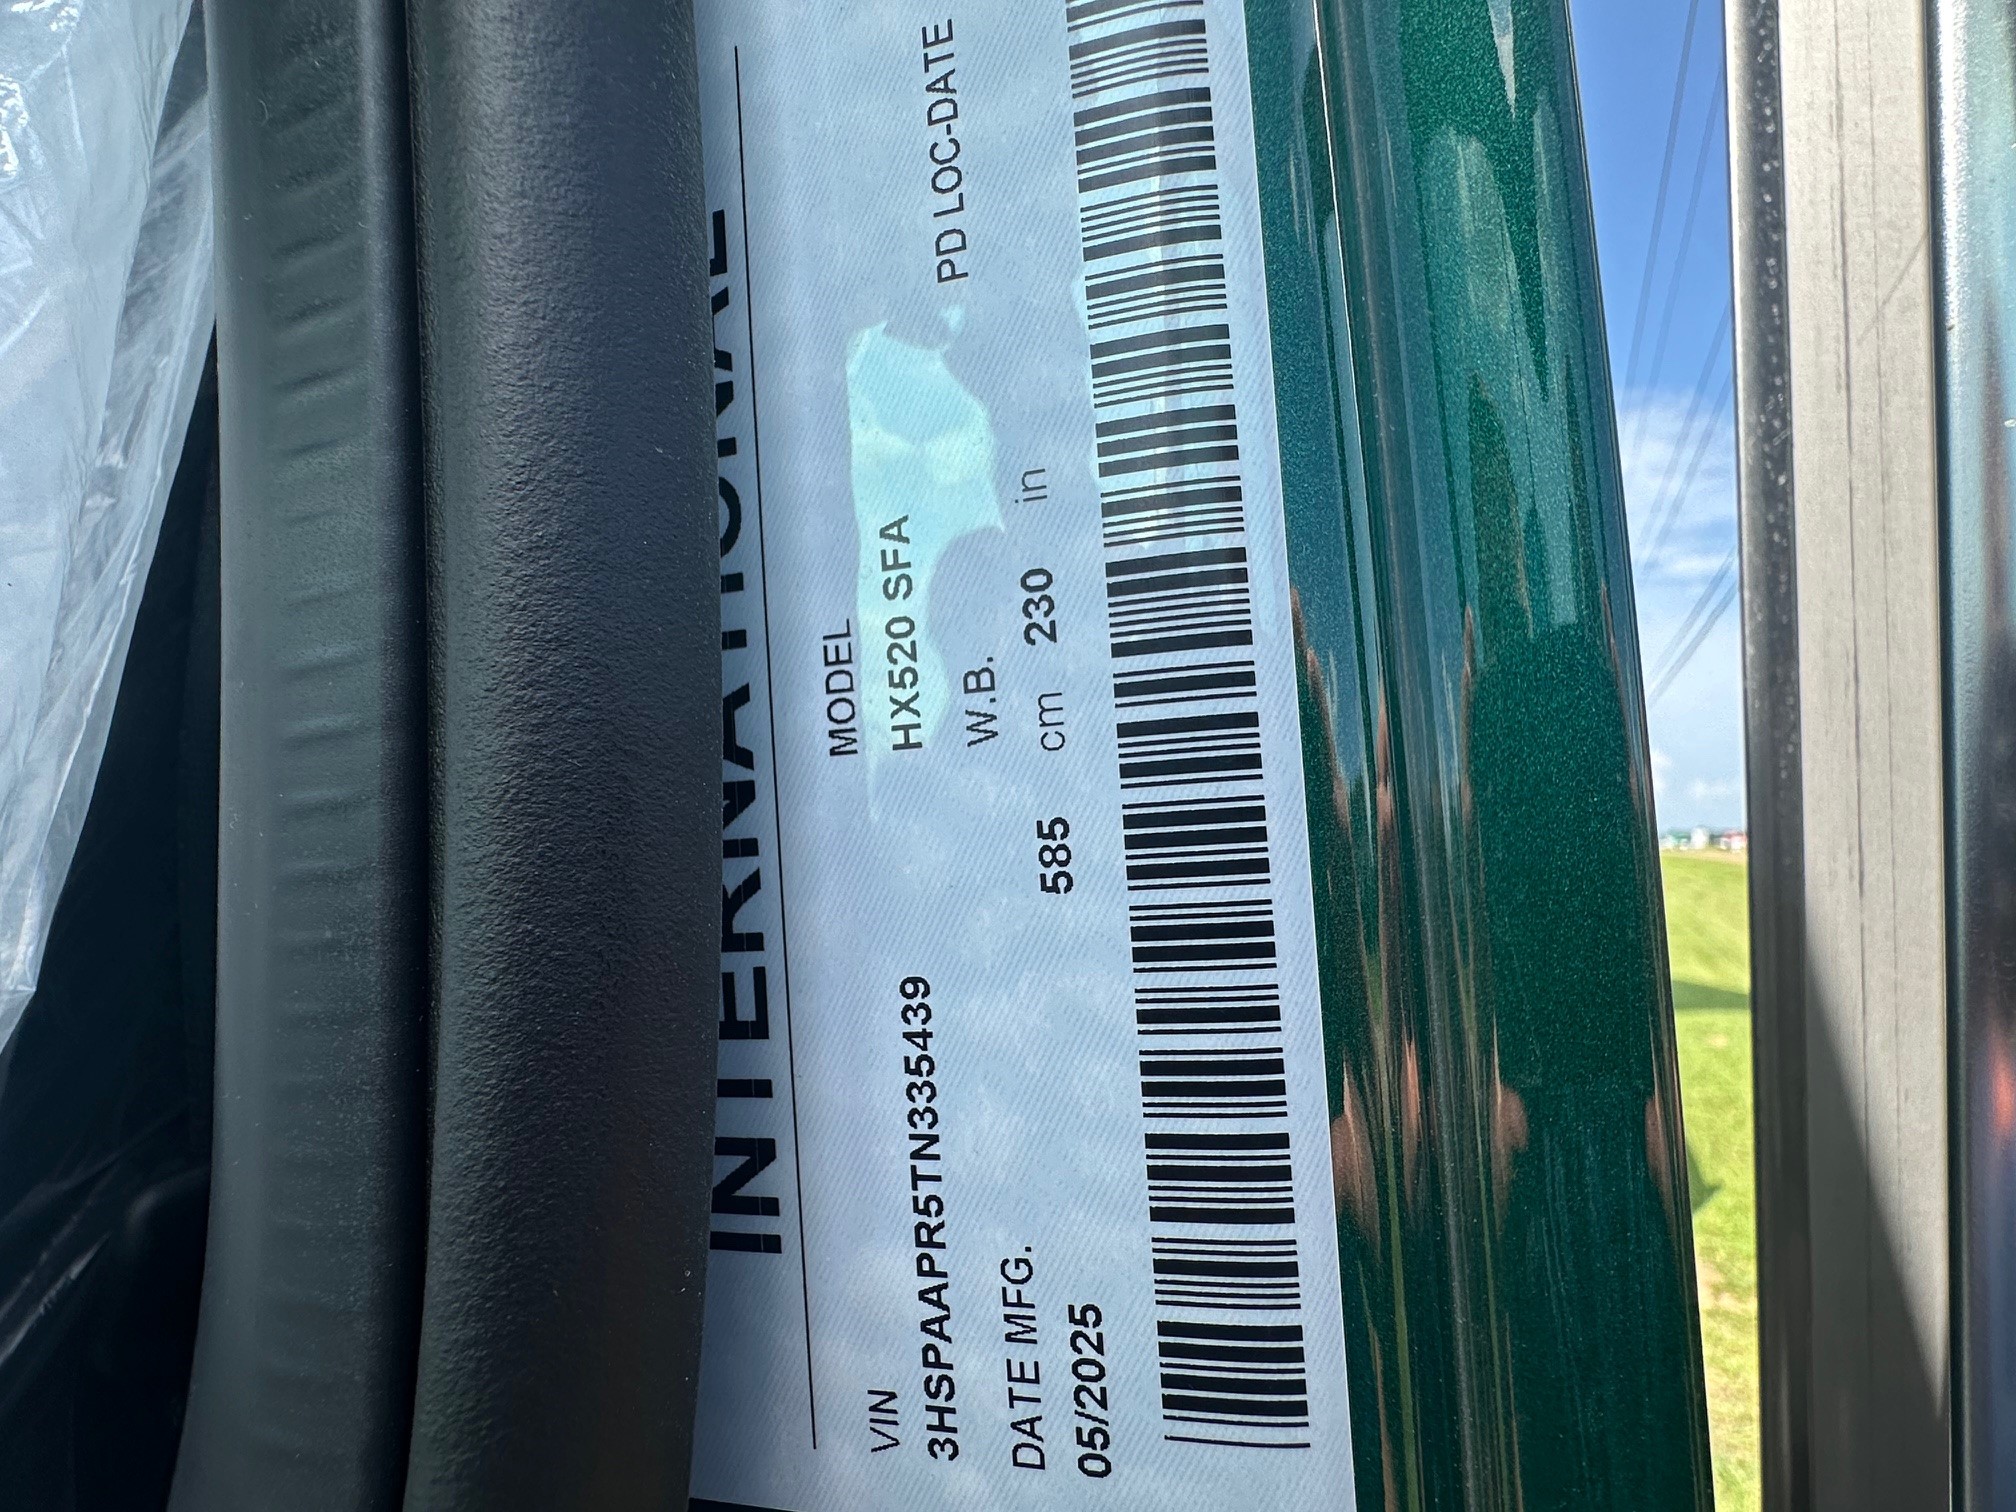 INTERNATIONAL
VIN
3HSPAAPR5TN335439
MODEL
HX520 SFA
DATE MFG.
05/2025
W.B.
585 cm 230 in
PD LOC-DATE